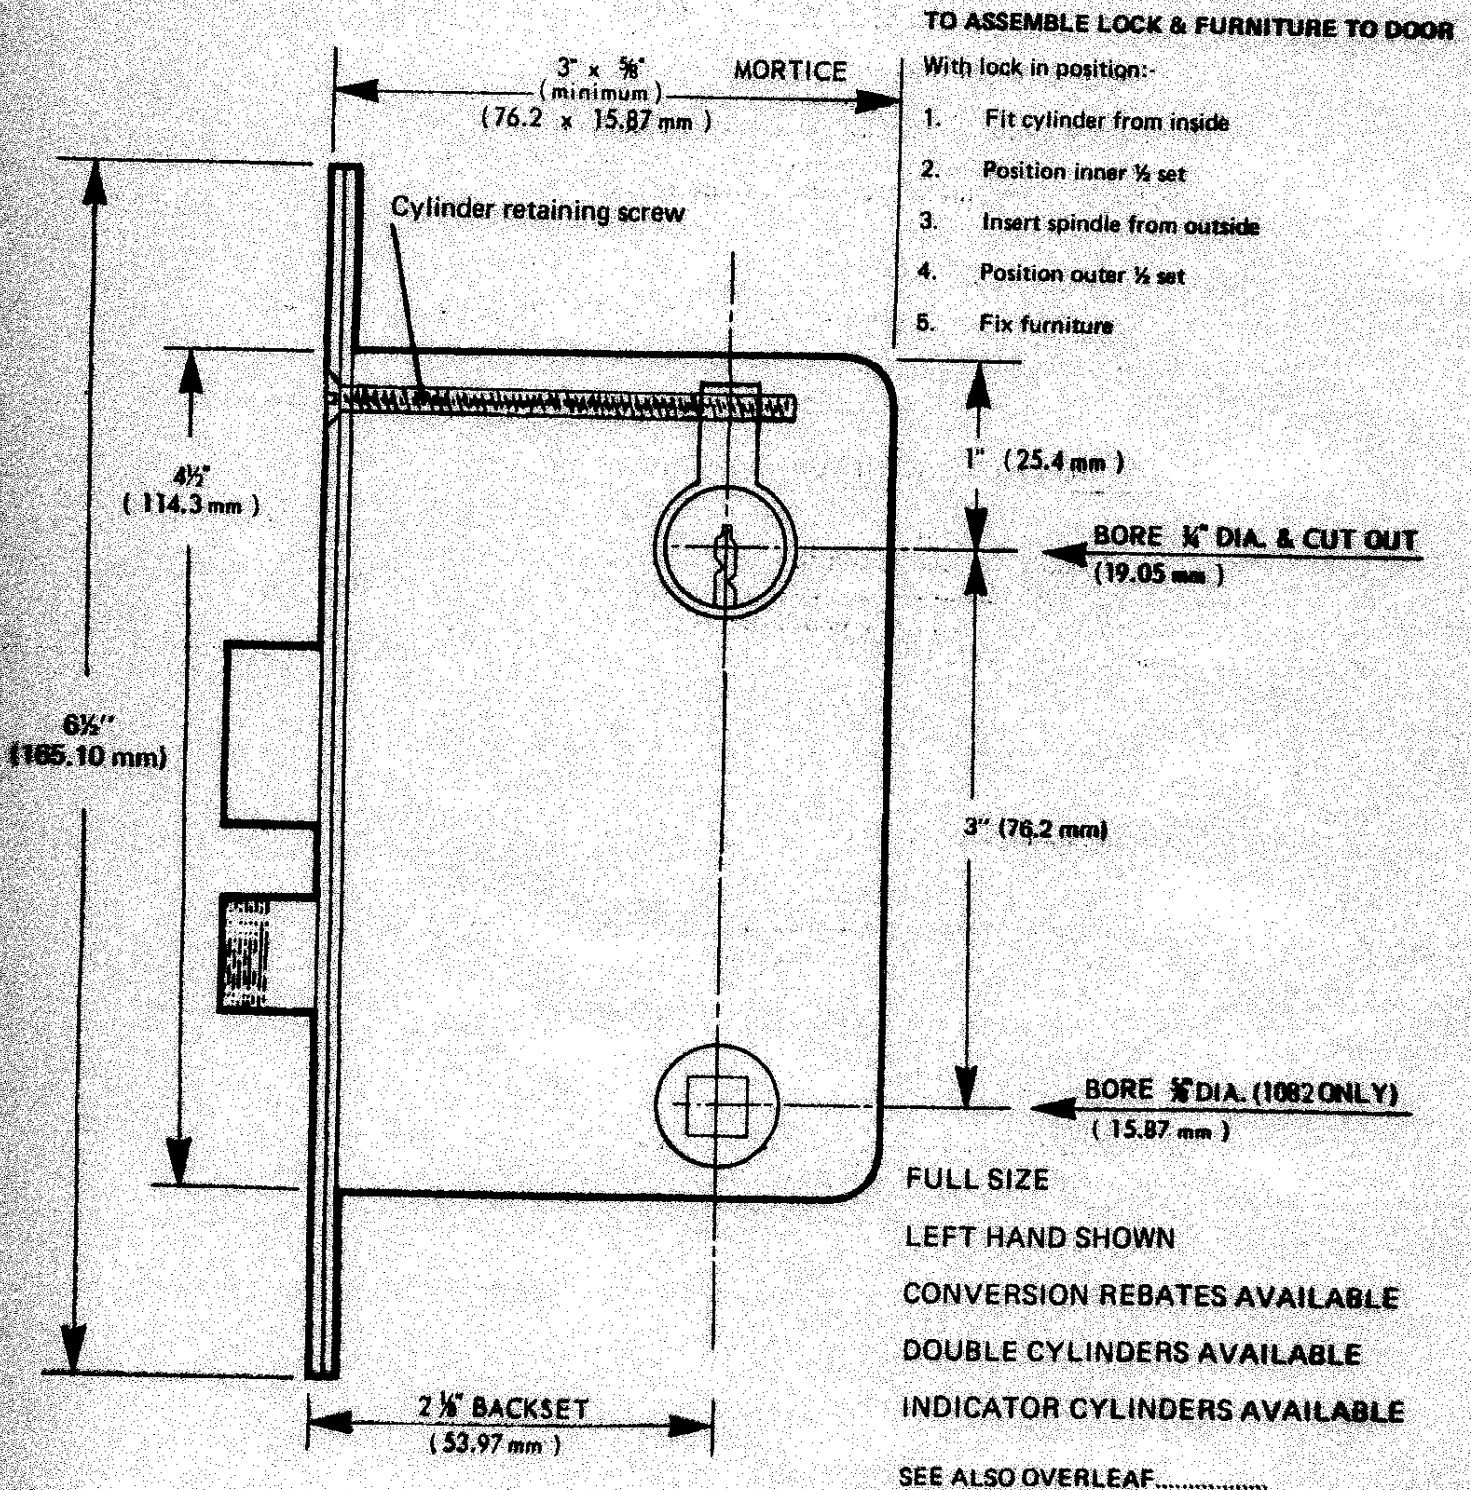 TO ASSEMBLE LOCK & FURNITURE TO DOOR
With lock in position:-
1. Fit cylinder from inside
2. Position inner ½ set
3. Insert spindle from outside
4. Position outer ½ set
5. Fix furniture
3" x ⅝" MORTICE
(minimum)
(76.2 x 15.87 mm)
Cylinder retaining screw
4½"
(114.3 mm)
1" (25.4 mm)
BORE DIA. & CUT OUT
(19.05 mm)
6½"
(165.10 mm)
3" (76.2 mm)
BORE ⅝" DIA. (1082 ONLY)
(15.87 mm)
FULL SIZE
LEFT HAND SHOWN
CONVERSION REBATES AVAILABLE
DOUBLE CYLINDERS AVAILABLE
INDICATOR CYLINDERS AVAILABLE
2 ⅛" BACKSET
(53.97 mm)
SEE ALSO OVERLEAF................